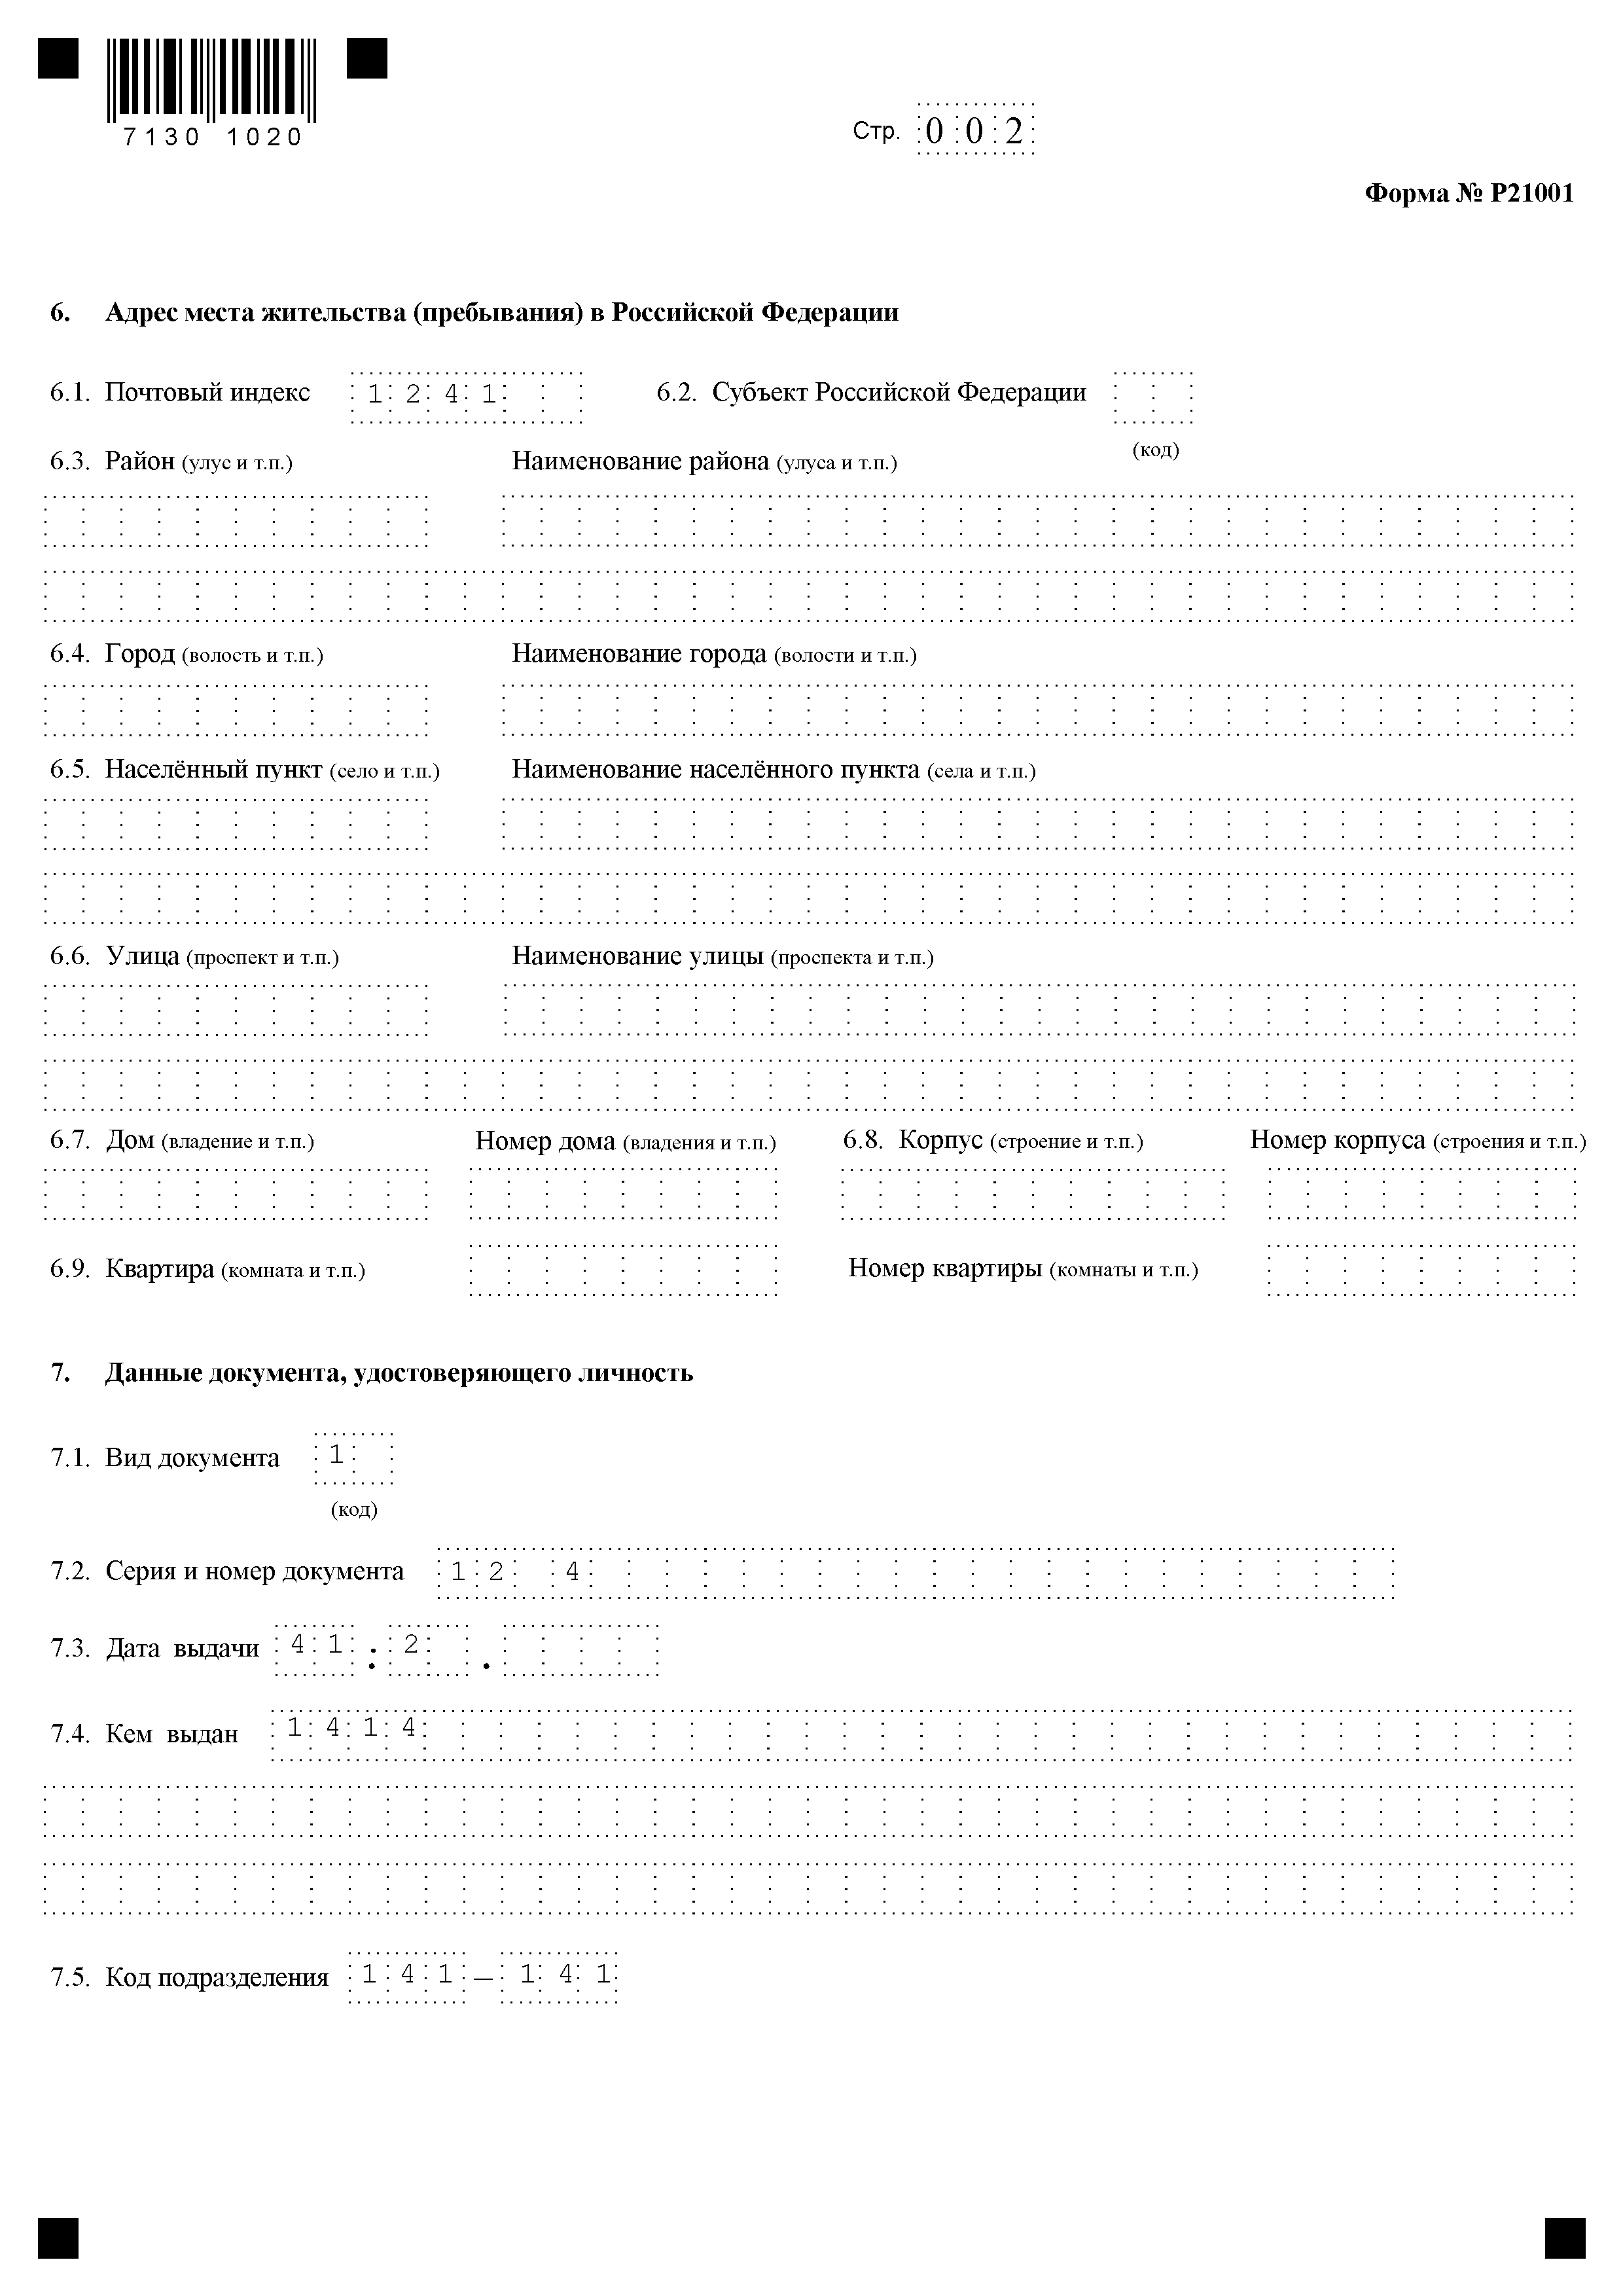 7130 1020
Стр. 002
Форма № Р21001
6. Адрес места жительства (пребывания) в Российской Федерации
6.1. Почтовый индекс 1241 6.2. Субъект Российской Федерации
(код)
6.3. Район (улус и т.п.) Наименование района (улуса и т.п.)
6.4. Город (волость и т.п.) Наименование города (волости и т.п.)
6.5. Населённый пункт (село и т.п.) Наименование населённого пункта (села и т.п.)
6.6. Улица (проспект и т.п.) Наименование улицы (проспекта и т.п.)
6.7. Дом (владение и т.п.) Номер дома (владения и т.п.) 6.8. Корпус (строение и т.п.) Номер корпуса (строения и т.п.)
6.9. Квартира (комната и т.п.) Номер квартиры (комнаты и т.п.)
7. Данные документа, удостоверяющего личность
7.1. Вид документа 1
(код)
7.2. Серия и номер документа 12 4
7.3. Дата выдачи 41.2 .
7.4. Кем выдан 1414
7.5. Код подразделения 141–141